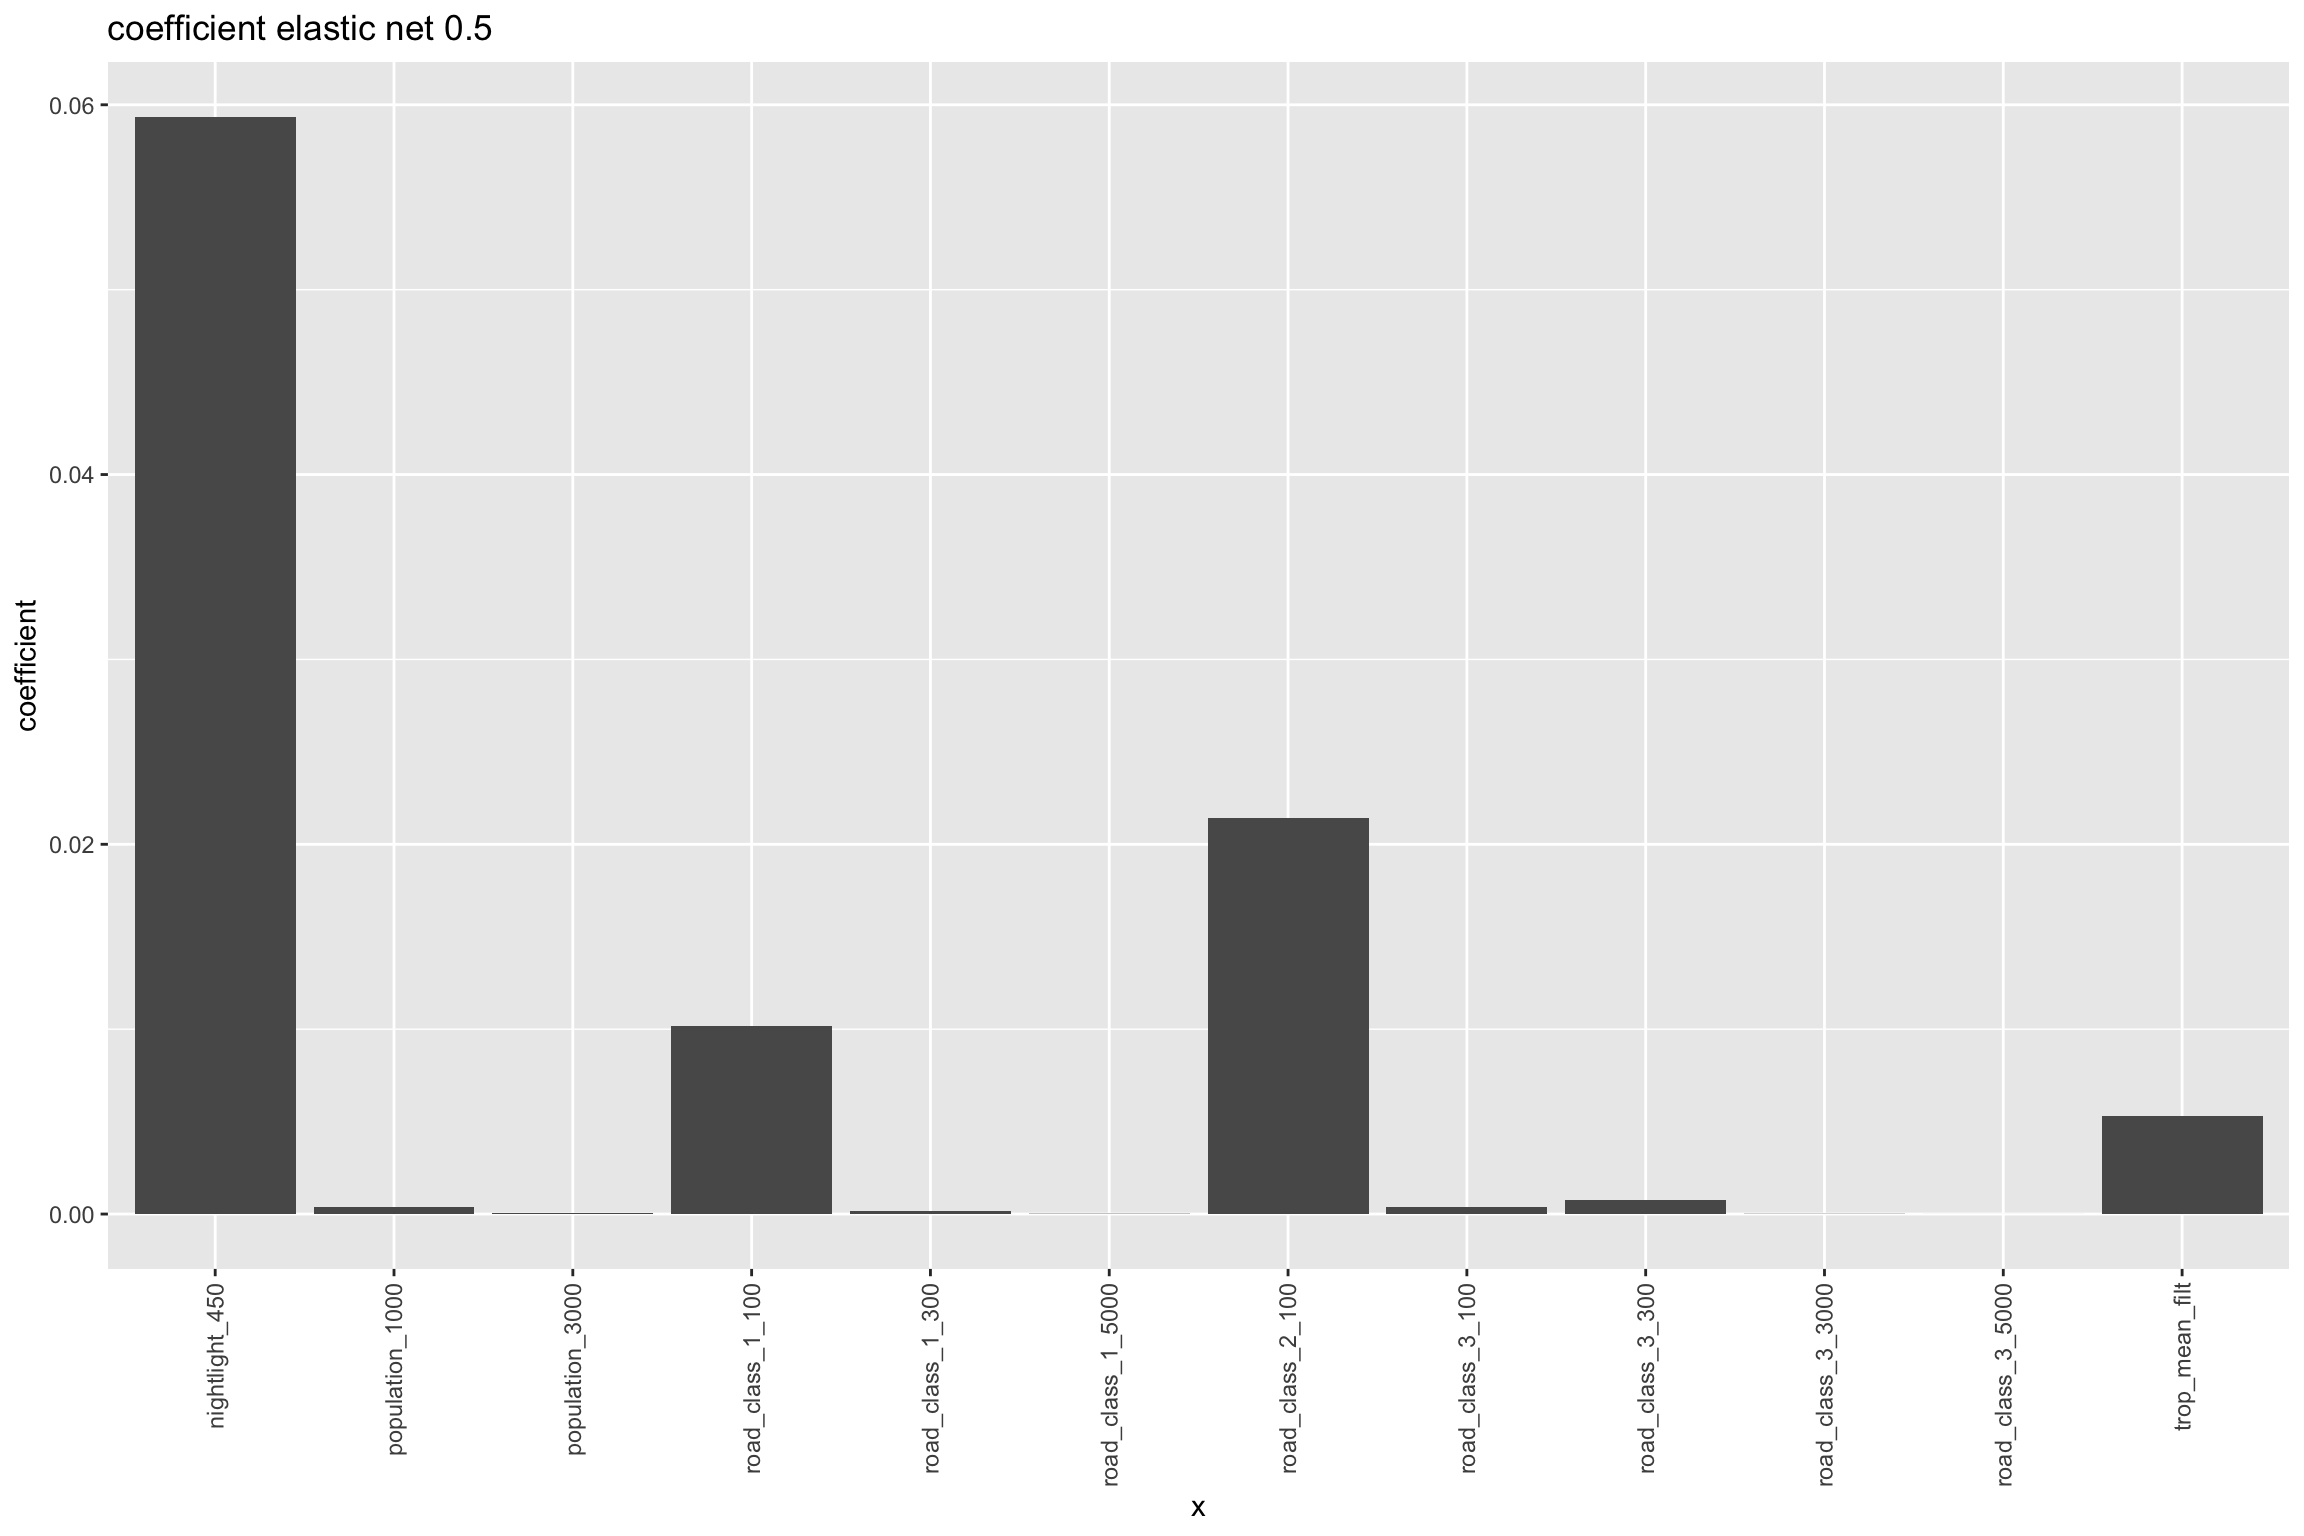 coefficient elastic net 0.5
coefficient
0.06
0.04
0.02
0.00
nightlight_450
population_1000
population_3000
road_class_1_100
road_class_1_300
road_class_1_5000
road_class_2_100
road_class_3_100
road_class_3_300
road_class_3_3000
road_class_3_5000
trop_mean_filt
x